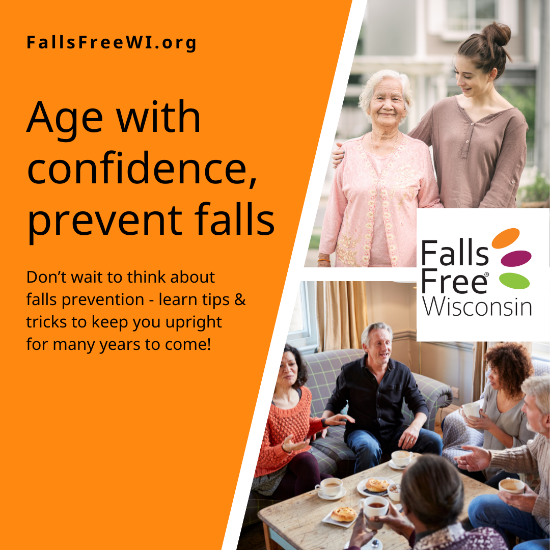 FallsFreeWI.org
Age with
confidence,
prevent falls
Don’t wait to think about
falls prevention - learn tips &
tricks to keep you upright
for many years to come!
Falls
Free®
Wisconsin